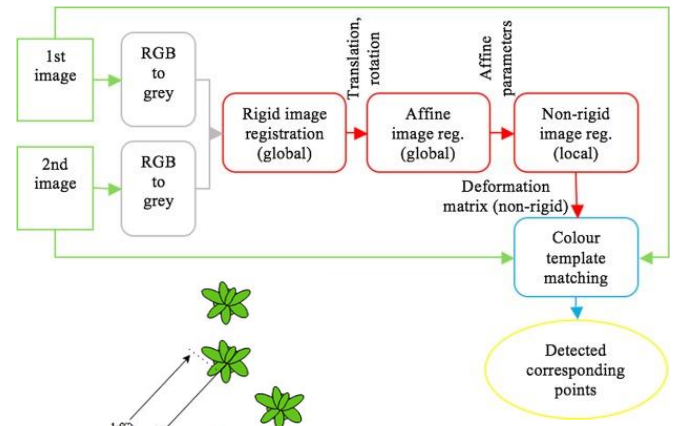 1st
image
RGB
to
grey
2nd
image
RGB
to
grey
Rigid image
registration
(global)
Translation,
rotation
Affine
image reg.
(global)
Affine
parameters
Non-rigid
image reg.
(local)
Deformation
matrix (non-rigid)
Colour
template
matching
Detected
corresponding
points